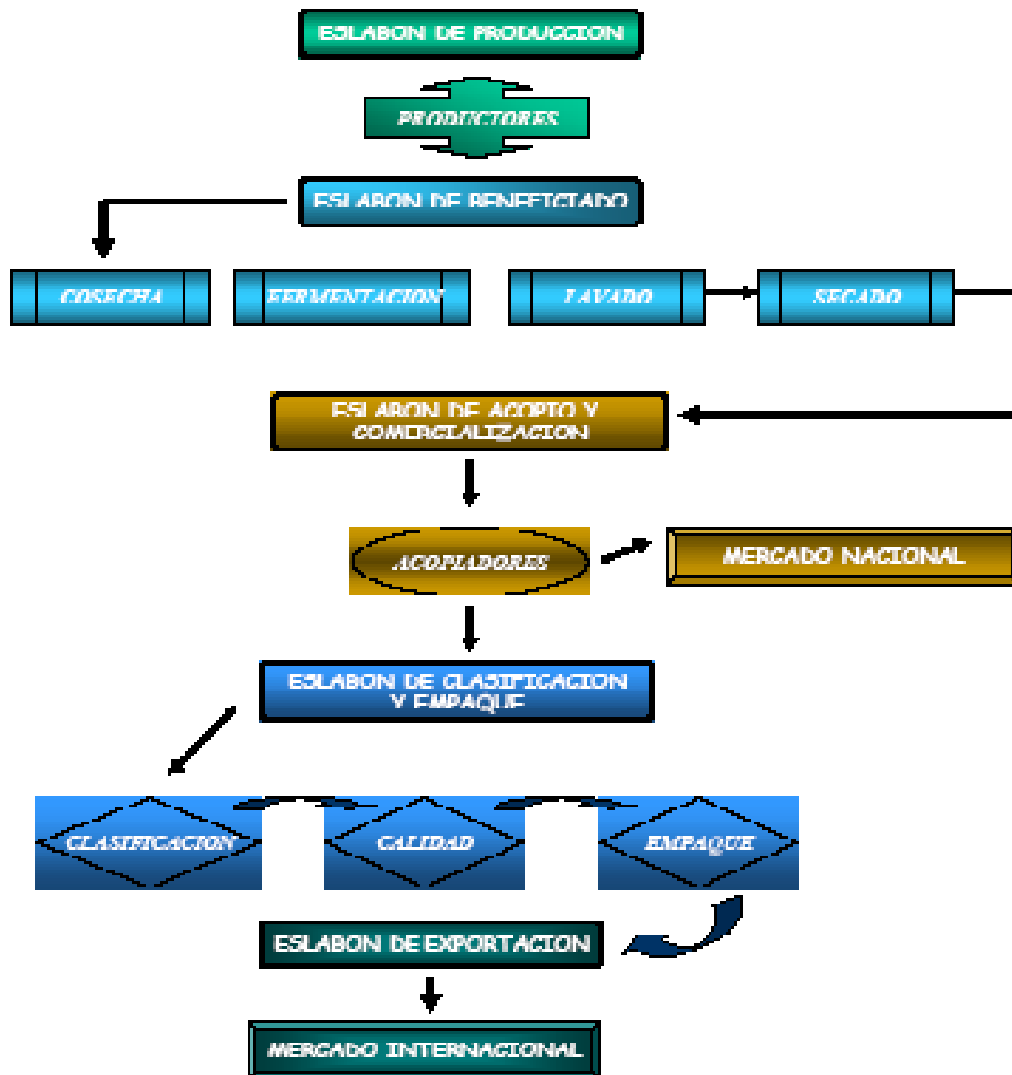 ESLABON DE PRODUCCION
PRODUCTORES
ESLABON DE BENEFICIADO
COSECHA
FERMENTACION
LAVADO
SECADO
ESLABON DE ACOPIO Y
COMERCIALIZACION
ACOPIADORES
MERCADO NACIONAL
ESLABON DE CLASIFICACION
Y EMPAQUE
CLASIFICACION
CALIDAD
EMPAQUE
ESLABON DE EXPORTACION
MERCADO INTERNACIONAL